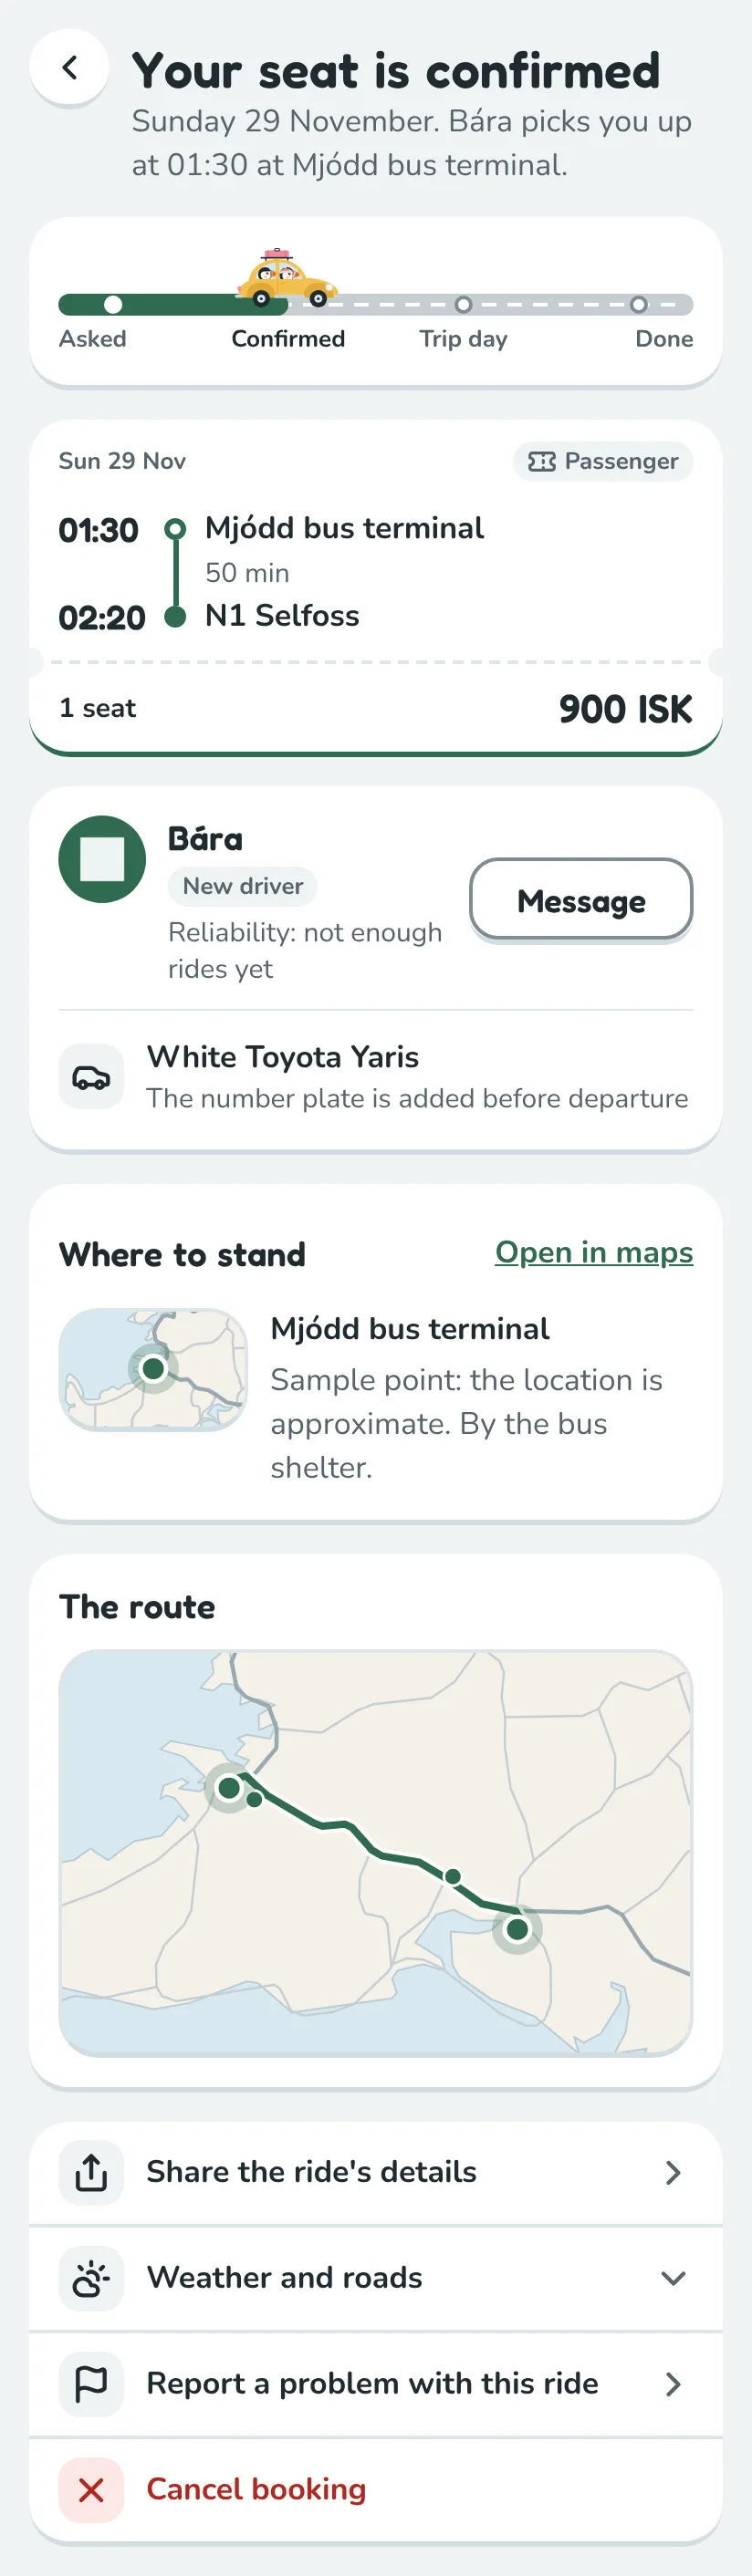 Your seat is confirmed
Sunday 29 November. Bára picks you up
at 01:30 at Mjódd bus terminal.
Asked
Confirmed
Trip day
Done
Sun 29 Nov
Passenger
01:30
Mjódd bus terminal
50 min
02:20
N1 Selfoss
1 seat
900 ISK
Bára
New driver
Reliability: not enough
rides yet
Message
White Toyota Yaris
The number plate is added before departure
Where to stand
Open in maps
Mjódd bus terminal
Sample point: the location is
approximate. By the bus
shelter.
The route
Share the ride's details
Weather and roads
Report a problem with this ride
Cancel booking